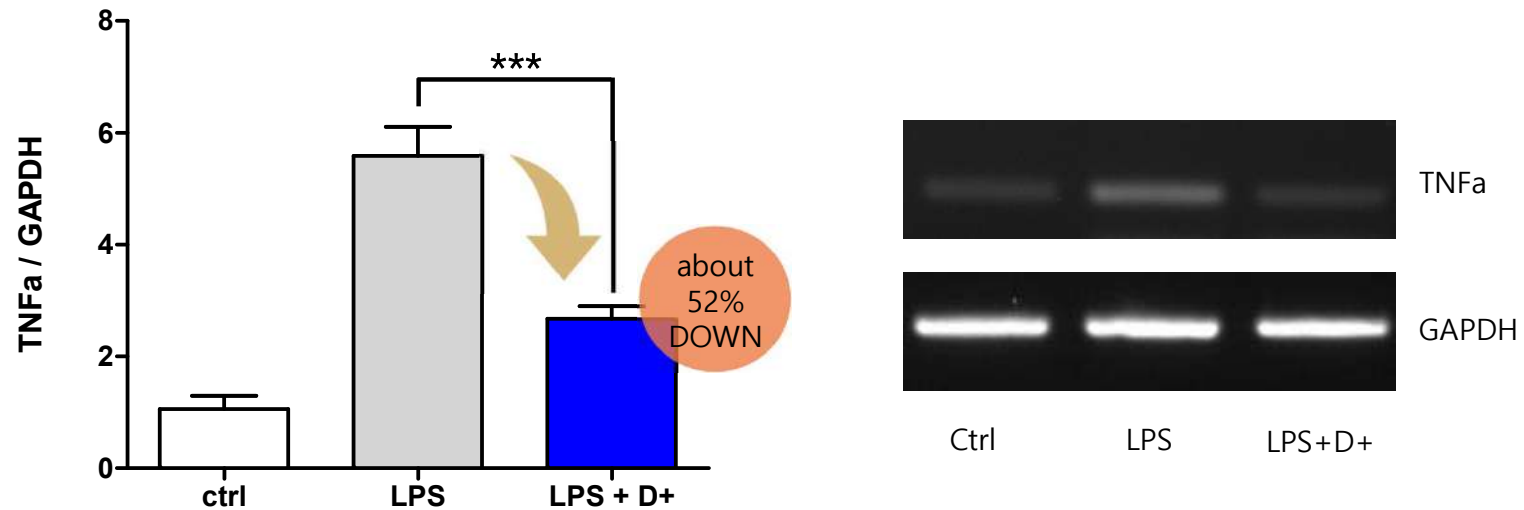 TNFa / GAPDH
8
6
4
2
0
***
about
52%
DOWN
ctrl
LPS
LPS + D+
TNFa
GAPDH
Ctrl
LPS
LPS+D+